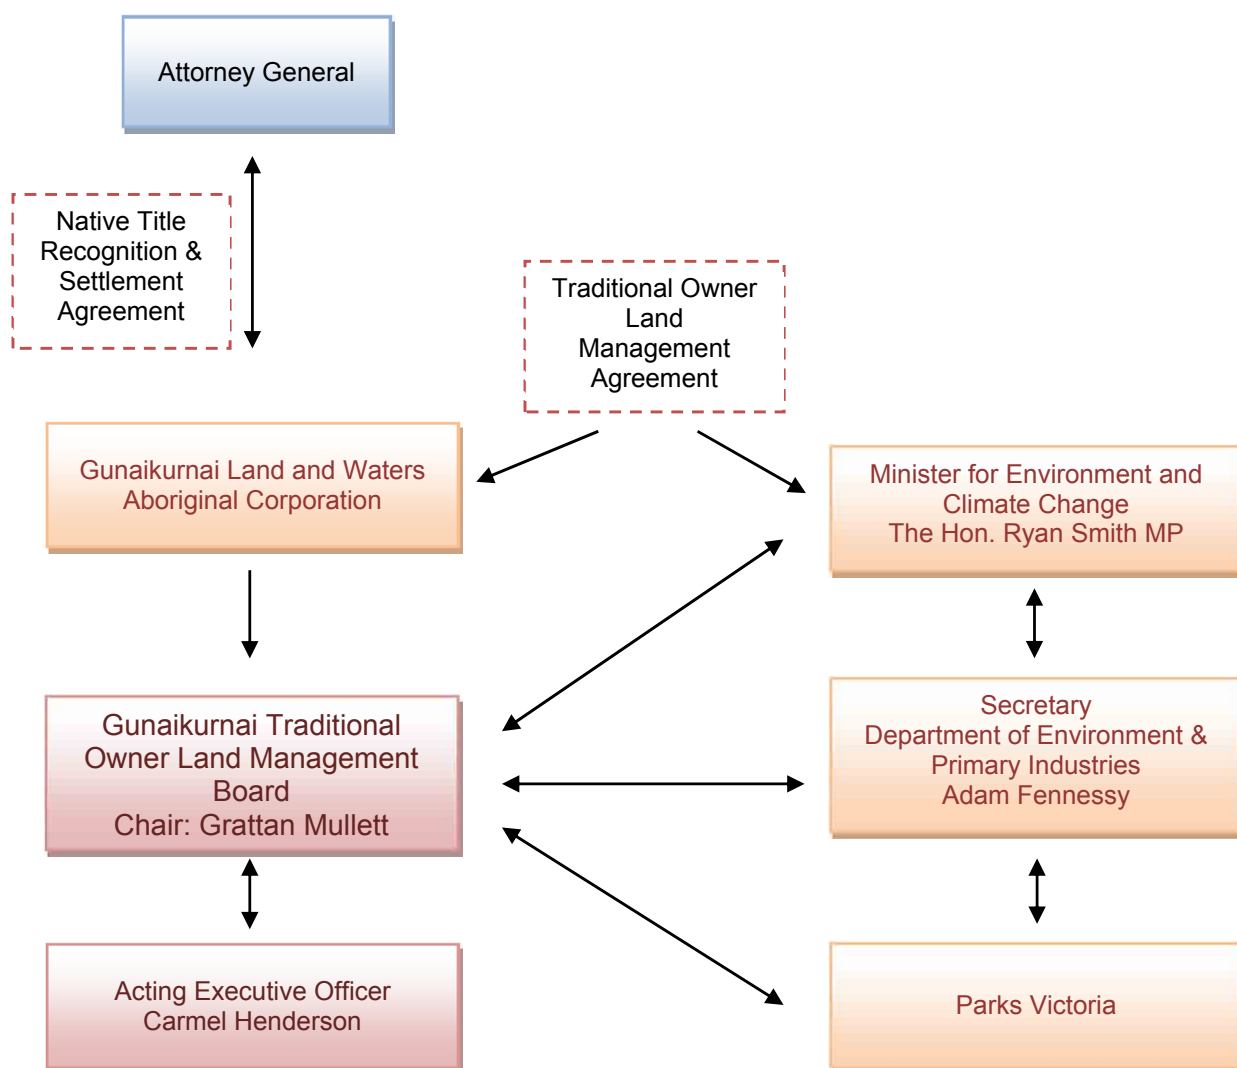 Attorney General
Native Title
Recognition &
Settlement
Agreement
Traditional Owner
Land
Management
Agreement
Gunaikurnai Land and Waters
Aboriginal Corporation
Minister for Environment and
Climate Change
The Hon. Ryan Smith MP
Gunaikurnai Traditional
Owner Land Management
Board
Chair: Grattan Mullett
Secretary
Department of Environment &
Primary Industries
Adam Fennessy
Acting Executive Officer
Carmel Henderson
Parks Victoria